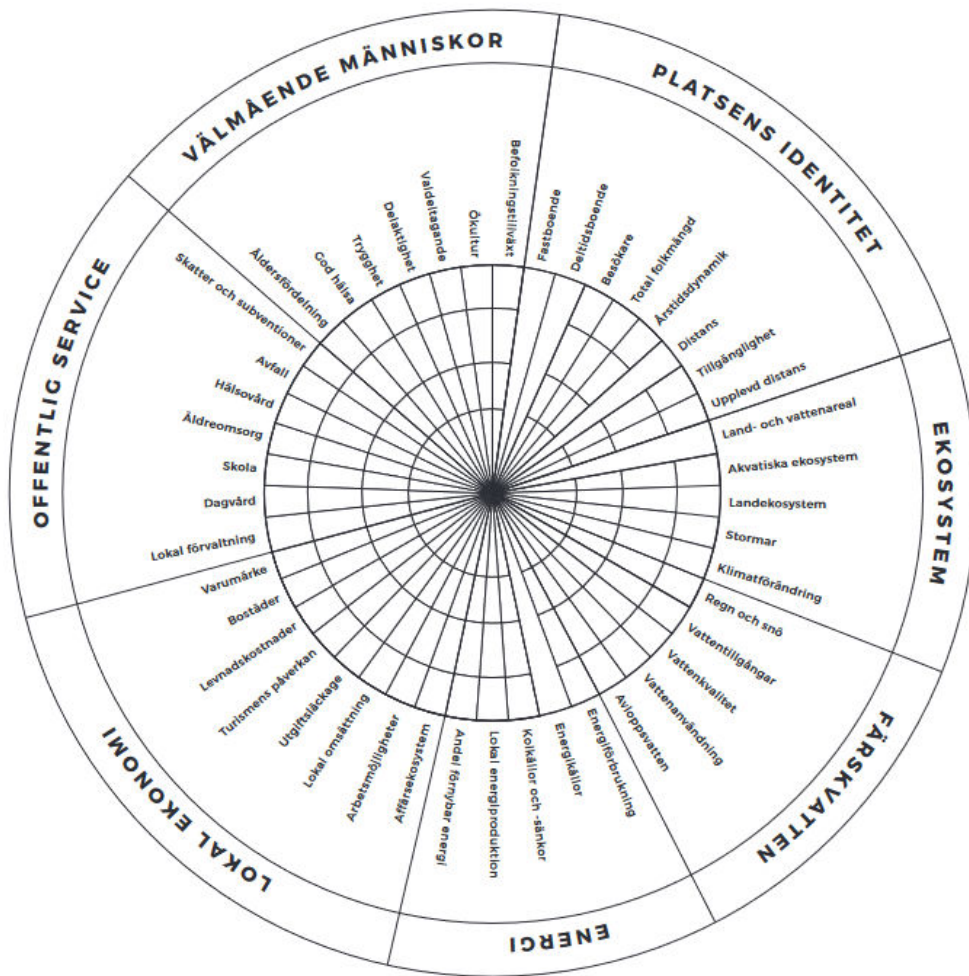 VÄLMÅENDE MÄNNISKOR
PLATSENS IDENTITET
EKOSYSTEM
FÄRSKVATTEN
ENERGI
LOKAL EKONOMI
OFFENTLIG SERVICE
Åldersfördelning
God hälsa
Trygghet
Delaktighet
Valdeltagande
Ökultur
Befolkningstillväxt
Fastboende
Deltidsboende
Besökare
Total folkmängd
Årstidsdynamik
Distans
Tillgänglighet
Upplevd distans
Land- och vattenareal
Akvatiska ekosystem
Landekosystem
Stormar
Klimatförändring
Regn och snö
Vattentillgångar
Vattenkvalitet
Vattenanvändning
Avloppsvatten
Energiförbrukning
Energikällor
Kolkällor och -sänkor
Lokal energiproduktion
Andel förnybar energi
Affärsekosystem
Arbetsmöjligheter
Lokal omsättning
Utgiftsläckage
Turismens påverkan
Levnadskostnader
Bostäder
Varumärke
Lokal förvaltning
Dagvård
Skola
Äldreomsorg
Hälsovård
Avfall
Skatter och subventioner